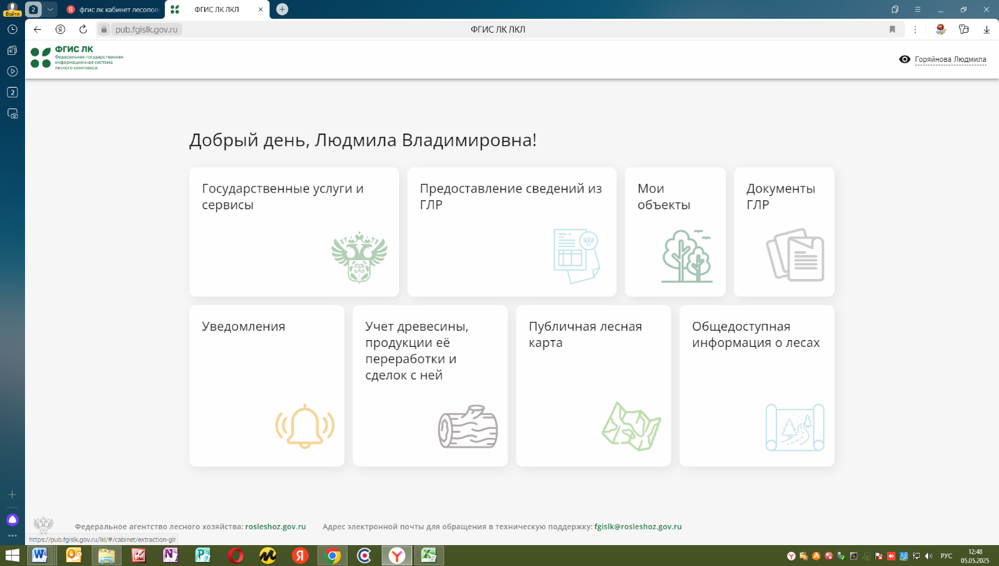 Войти
2
фгис лк кабинет лесопол
ФГИС ЛК ЛКЛ
pub.fgislk.gov.ru
ФГИС ЛК ЛКЛ
2
ФГИС ЛК
Федеральная государственная
информационная система
лесного комплекса
Горяйнова Людмила
Добрый день, Людмила Владимировна!
Государственные услуги и
сервисы
Предоставление сведений из
ГЛР
Мои
объекты
Документы
ГЛР
Уведомления
Учет древесины,
продукции её
переработки и
сделок с ней
Публичная лесная
карта
Общедоступная
информация о лесах
Федеральное агентство лесного хозяйства: rosleshoz.gov.ru
Адрес электронной почты для обращения в техническую поддержку: fgislk@rosleshoz.gov.ru
https://pub.fgislk.gov.ru/lkl/#/cabinet/extraction-glr
РУС
12:48
05.05.2025